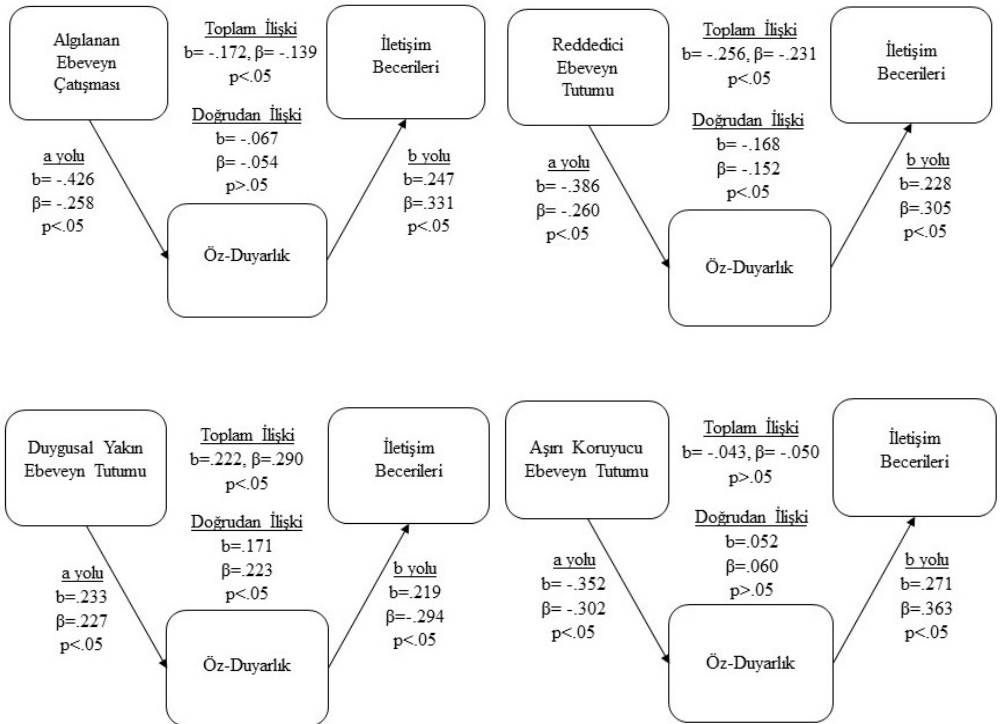 Algılanan
Ebeveyn
Çatışması
Toplam İlişki
b= -.172, β= -.139
p<.05
İletişim
Becerileri
Doğrudan İlişki
b= -.067
β= -.054
p>.05
a yolu
b= -.426
β= -.258
p<.05
b yolu
b=.247
β=.331
p<.05
Öz-Duyarlık
Reddedici
Ebeveyn
Tutumu
Toplam İlişki
b= -.256, β= -.231
p<.05
İletişim
Becerileri
Doğrudan İlişki
b= -.168
β= -.152
p<.05
a yolu
b= -.386
β= -.260
p<.05
b yolu
b=.228
β=.305
p<.05
Öz-Duyarlık
Duygusal Yakın
Ebeveyn Tutumu
Toplam İlişki
b=.222, β=.290
p<.05
İletişim
Becerileri
Doğrudan İlişki
b=.171
β=.223
p<.05
a yolu
b=.233
β=.227
p<.05
b yolu
b=.219
β=-.294
p<.05
Öz-Duyarlık
Aşırı Koruyucu
Ebeveyn Tutumu
Toplam İlişki
b= -.043, β= -.050
p>.05
İletişim
Becerileri
Doğrudan İlişki
b=.052
β=.060
p>.05
a yolu
b= -.352
β= -.302
p<.05
b yolu
b=.271
β=.363
p<.05
Öz-Duyarlık